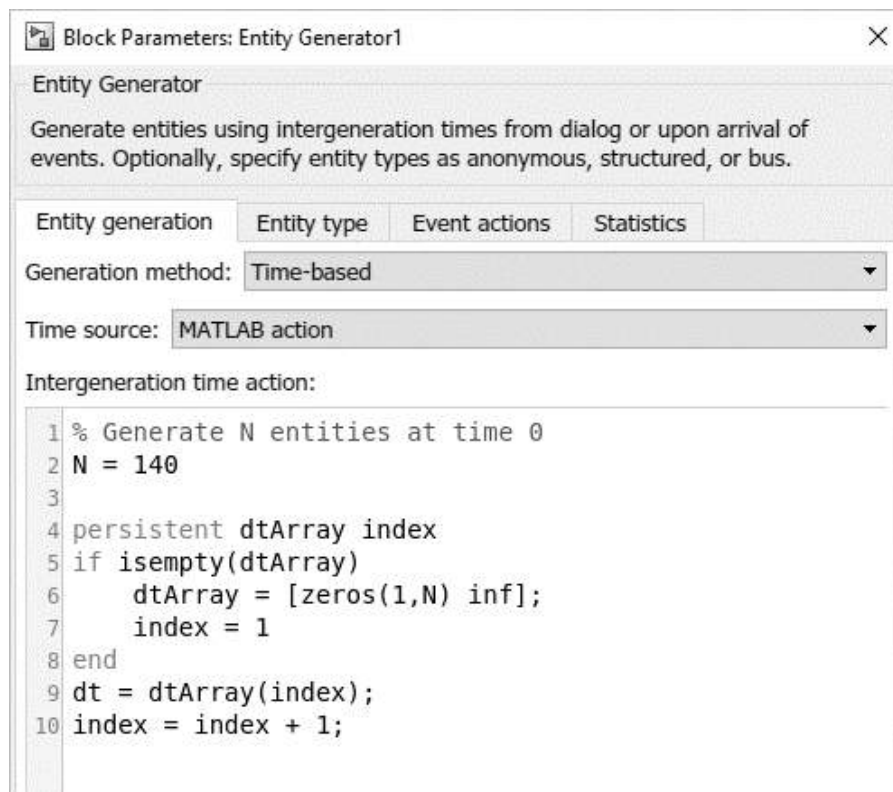 Block Parameters: Entity Generator1
Entity Generator
Generate entities using intergeneration times from dialog or upon arrival of
events. Optionally, specify entity types as anonymous, structured, or bus.
Entity generation Entity type Event actions Statistics
Generation method: Time-based
Time source: MATLAB action
Intergeneration time action:
1 % Generate N entities at time 0
2 N = 140
3
4 persistent dtArray index
5 if isempty(dtArray)
6 dtArray = [zeros(1,N) inf];
7 index = 1
8 end
9 dt = dtArray(index);
10 index = index + 1;